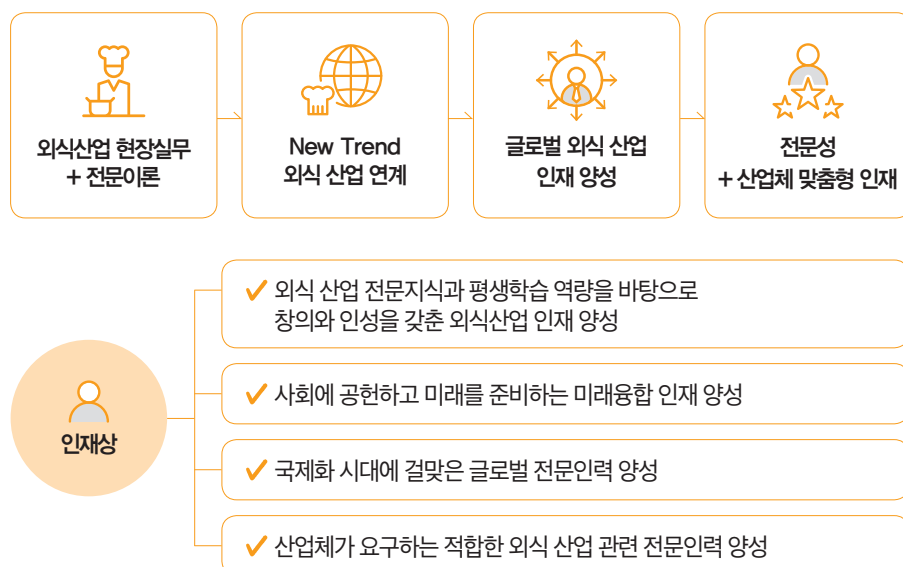 외식산업 현장실무
+ 전문이론
New Trend
외식 산업 연계
글로벌 외식 산업
인재 양성
전문성
+ 산업체 맞춤형 인재
인재상
외식 산업 전문지식과 평생학습 역량을 바탕으로
창의와 인성을 갖춘 외식산업 인재 양성
사회에 공헌하고 미래를 준비하는 미래융합 인재 양성
국제화 시대에 걸맞은 글로벌 전문인력 양성
산업체가 요구하는 적합한 외식 산업 관련 전문인력 양성